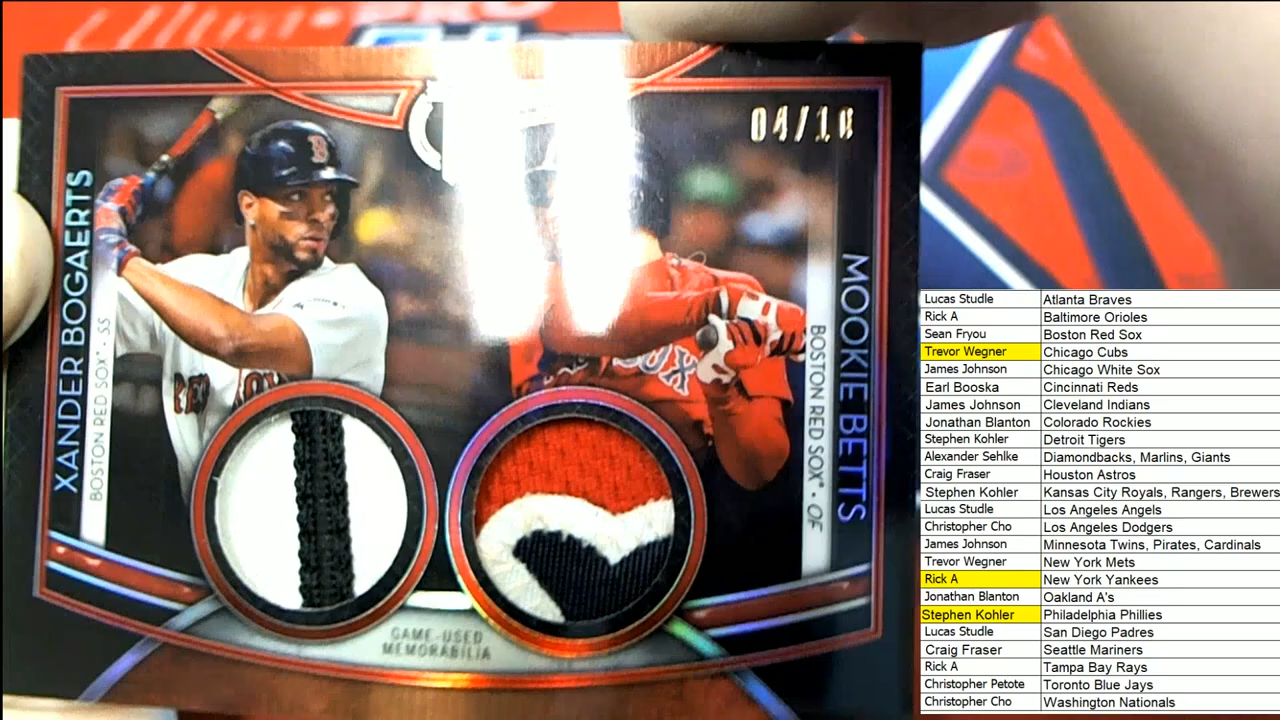 Ultra-PRO
04/10
XANDER BOGAERTS
BOSTON RED SOX • SS
MOOKIE BETTS
BOSTON RED SOX • OF
B
RED SOX
SOX
GAME-USED
MEMORABILIA
Lucas Studle Atlanta Braves
Rick A Baltimore Orioles
Sean Fryou Boston Red Sox
Trevor Wegner Chicago Cubs
James Johnson Chicago White Sox
Earl Booska Cincinnati Reds
James Johnson Cleveland Indians
Jonathan Blanton Colorado Rockies
Stephen Kohler Detroit Tigers
Alexander Sehlke Diamondbacks, Marlins, Giants
Craig Fraser Houston Astros
Stephen Kohler Kansas City Royals, Rangers, Brewers
Lucas Studle Los Angeles Angels
Christopher Cho Los Angeles Dodgers
James Johnson Minnesota Twins, Pirates, Cardinals
Trevor Wegner New York Mets
Rick A New York Yankees
Jonathan Blanton Oakland A's
Stephen Kohler Philadelphia Phillies
Lucas Studle San Diego Padres
Craig Fraser Seattle Mariners
Rick A Tampa Bay Rays
Christopher Petote Toronto Blue Jays
Christopher Cho Washington Nationals